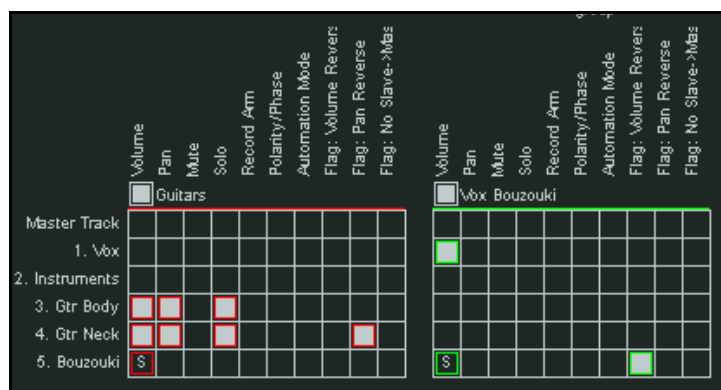 Volume Pan Mute Solo Record Arm Polarity/Phase Automation Mode Flag: Volume Revers Flag: Pan Reverse Flag: No Slave->Mas
Volume Pan Mute Solo Record Arm Polarity/Phase Automation Mode Flag: Volume Revers Flag: Pan Reverse Flag: No Slave->Mas
Guitars
Vox Bouzouki
Master Track
1. Vox
2. Instruments
3. Gtr Body
4. Gtr Neck
5. Bouzouki S S